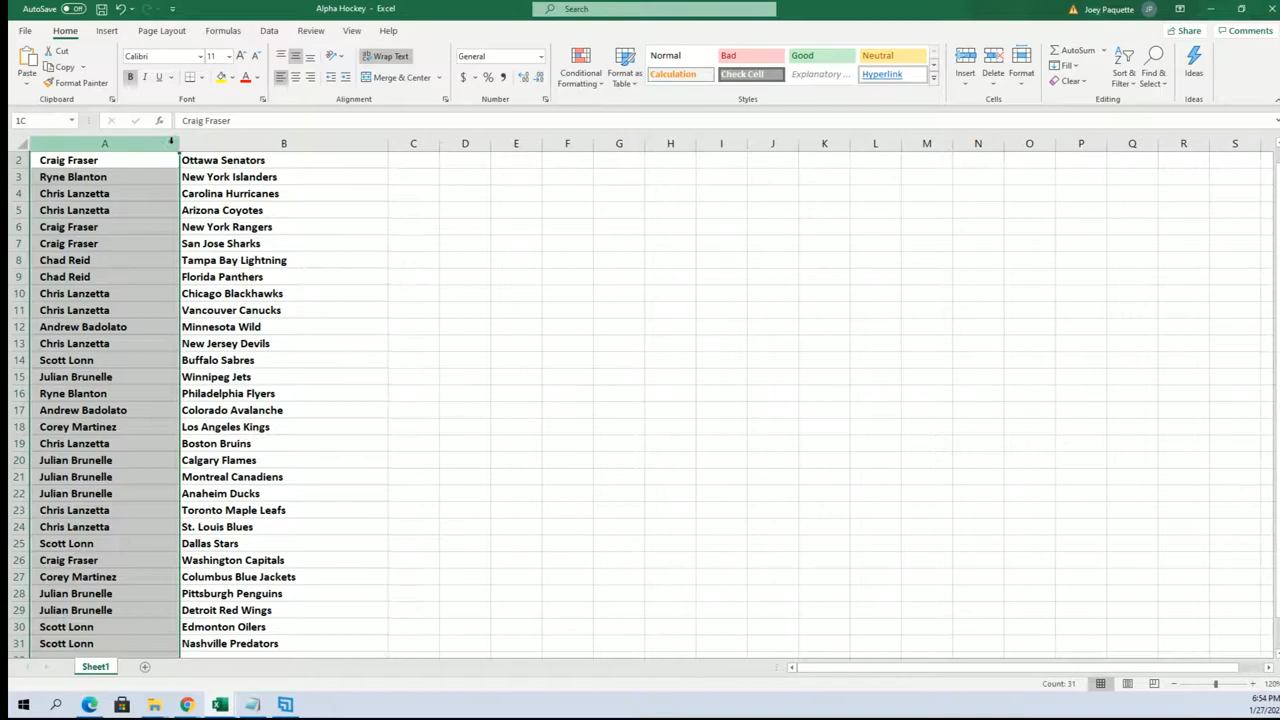 AutoSave Off Alpha Hockey - Excel Search Joey Paquette JP
File Home Insert Page Layout Formulas Data Review View Help Share Comments
Cut Calibri 11 Wrap Text General Normal Bad Good Neutral AutoSum
Copy Fill
Paste Format Painter B I U Merge & Center $ % Conditional Formatting Format as Table Calculation Check Cell Explanatory ... Hyperlink Insert Delete Format Clear Sort & Filter Find & Select Ideas
Clipboard Font Alignment Number Styles Cells Editing Ideas
1C fx Craig Fraser
A B C D E F G H I J K L M N O P Q R S
2 Craig Fraser Ottawa Senators
3 Ryne Blanton New York Islanders
4 Chris Lanzetta Carolina Hurricanes
5 Chris Lanzetta Arizona Coyotes
6 Craig Fraser New York Rangers
7 Craig Fraser San Jose Sharks
8 Chad Reid Tampa Bay Lightning
9 Chad Reid Florida Panthers
10 Chris Lanzetta Chicago Blackhawks
11 Chris Lanzetta Vancouver Canucks
12 Andrew Badolato Minnesota Wild
13 Chris Lanzetta New Jersey Devils
14 Scott Lonn Buffalo Sabres
15 Julian Brunelle Winnipeg Jets
16 Ryne Blanton Philadelphia Flyers
17 Andrew Badolato Colorado Avalanche
18 Corey Martinez Los Angeles Kings
19 Chris Lanzetta Boston Bruins
20 Julian Brunelle Calgary Flames
21 Julian Brunelle Montreal Canadiens
22 Julian Brunelle Anaheim Ducks
23 Chris Lanzetta Toronto Maple Leafs
24 Chris Lanzetta St. Louis Blues
25 Scott Lonn Dallas Stars
26 Craig Fraser Washington Capitals
27 Corey Martinez Columbus Blue Jackets
28 Julian Brunelle Pittsburgh Penguins
29 Julian Brunelle Detroit Red Wings
30 Scott Lonn Edmonton Oilers
31 Scott Lonn Nashville Predators
Sheet1
Count: 31 120%
6:54 PM
1/27/202